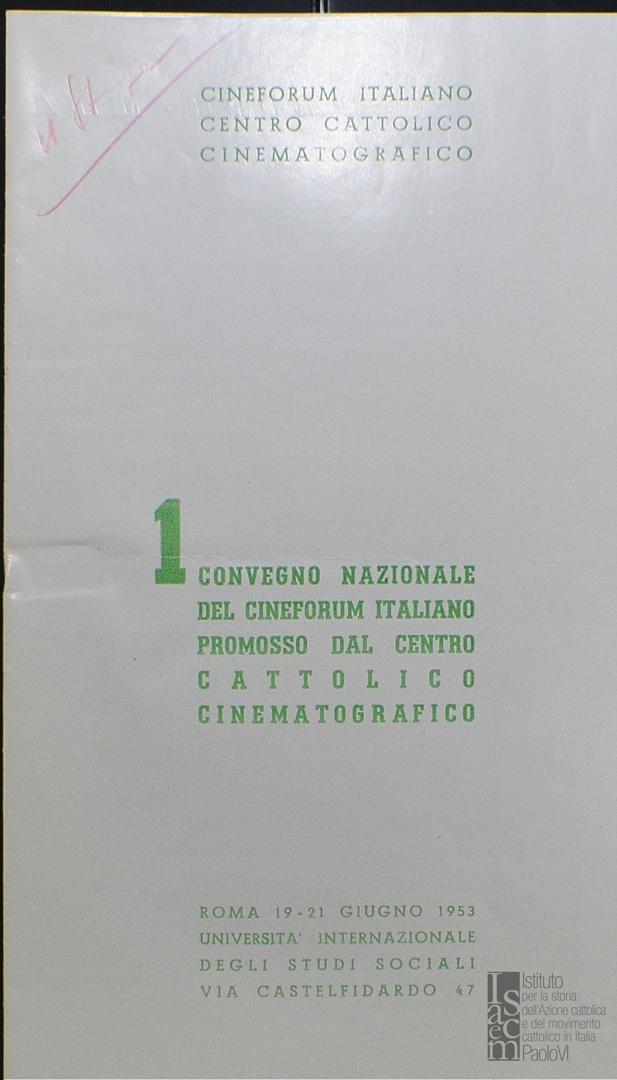 CINEFORUM ITALIANO
CENTRO CATTOLICO
CINEMATOGRAFICO
1
CONVEGNO NAZIONALE
DEL CINEFORUM ITALIANO
PROMOSSO DAL CENTRO
CATTOLICO
CINEMATOGRAFICO
ROMA 19-21 GIUGNO 1953
UNIVERSITA' INTERNAZIONALE
DEGLI STUDI SOCIALI
VIA CASTELFIDARDO 47
Isacem
Istituto
per la storia
dell'Azione cattolica
e del movimento
cattolico in Italia
PaoloVI